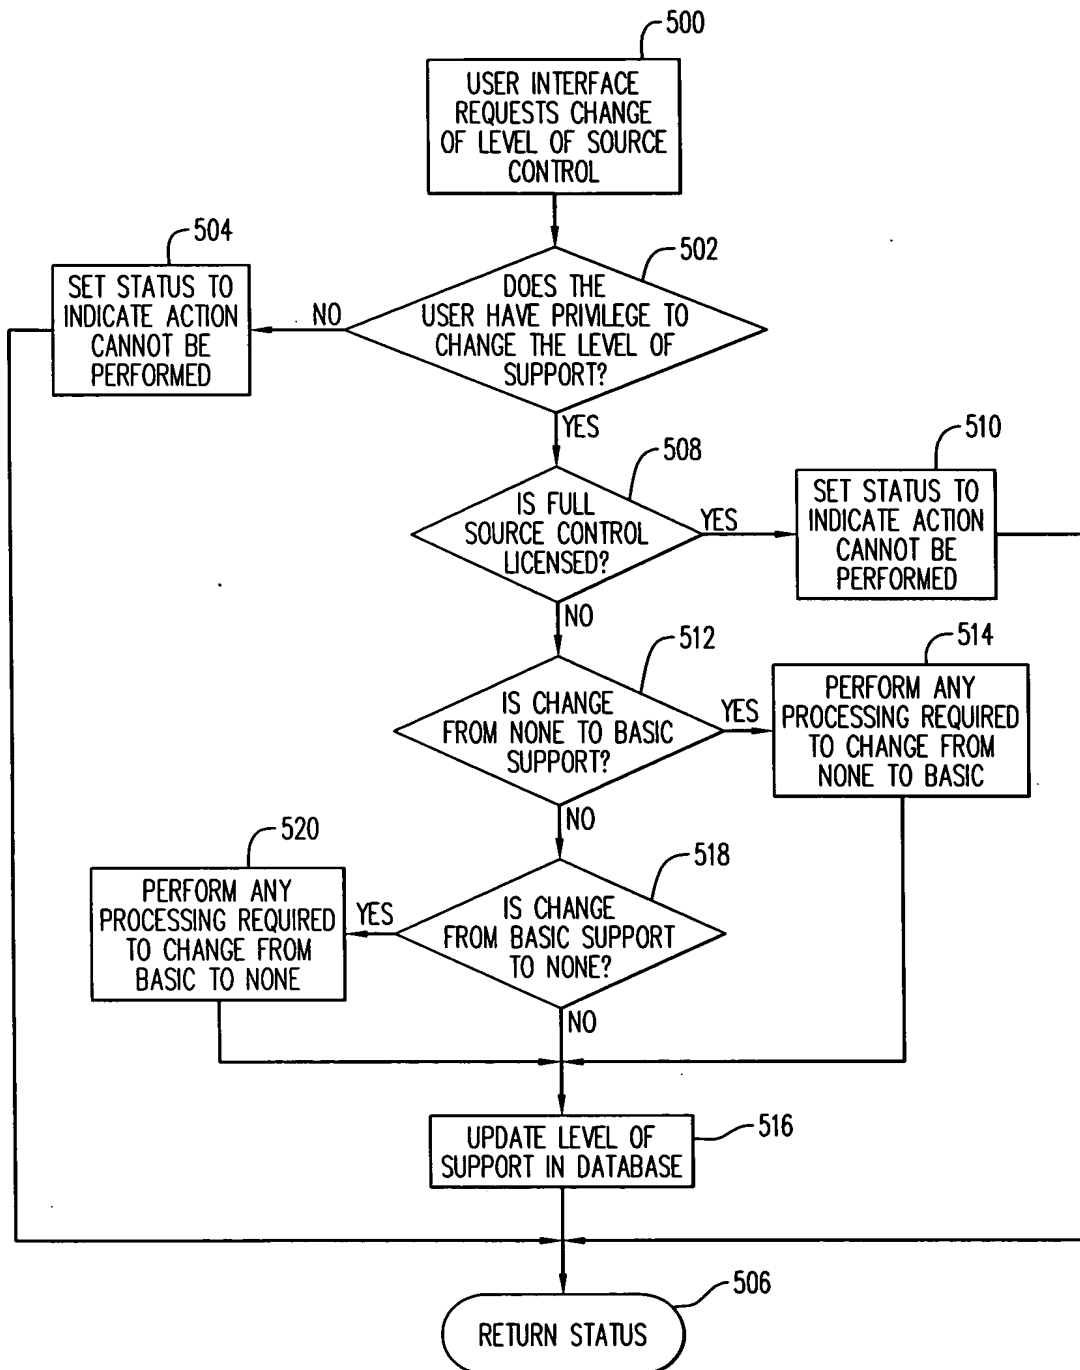 500
USER INTERFACE
REQUESTS CHANGE
OF LEVEL OF SOURCE
CONTROL
504
SET STATUS TO
INDICATE ACTION
CANNOT BE
PERFORMED
NO
502
DOES THE
USER HAVE PRIVILEGE TO
CHANGE THE LEVEL OF
SUPPORT?
YES
508
IS FULL
SOURCE CONTROL
LICENSED?
YES
510
SET STATUS TO
INDICATE ACTION
CANNOT BE
PERFORMED
NO
512
IS CHANGE
FROM NONE TO BASIC
SUPPORT?
YES
514
PERFORM ANY
PROCESSING REQUIRED
TO CHANGE FROM
NONE TO BASIC
NO
520
PERFORM ANY
PROCESSING REQUIRED
TO CHANGE FROM
BASIC TO NONE
YES
518
IS CHANGE
FROM BASIC SUPPORT
TO NONE?
NO
UPDATE LEVEL OF
SUPPORT IN DATABASE
516
506
RETURN STATUS